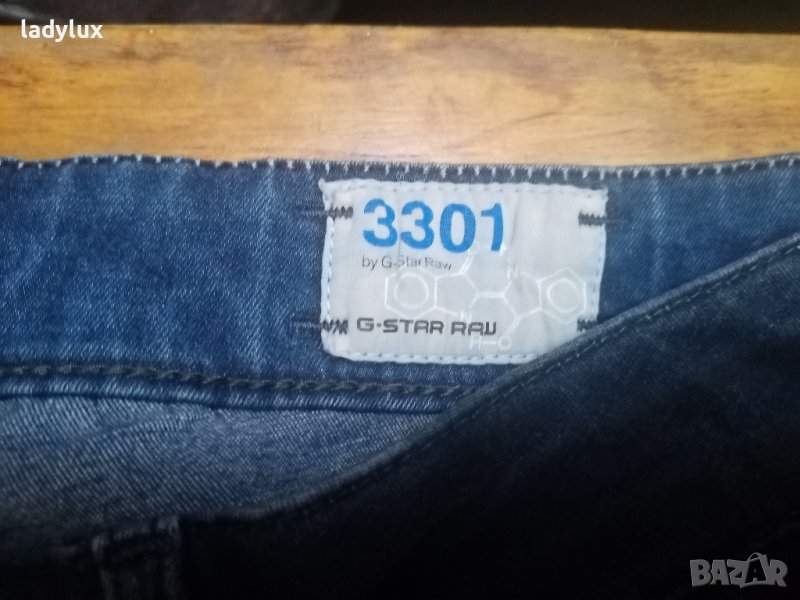 ladylux
3301
by G-Star Raw
G-STAR RAW
BAZAR